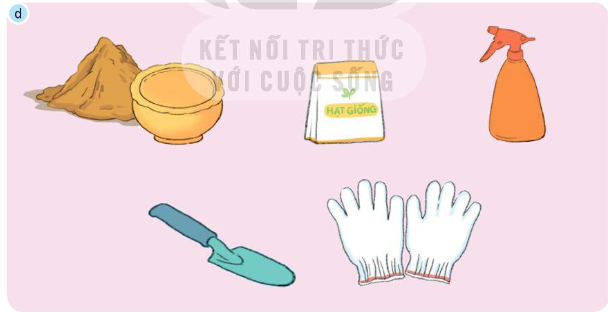 d
KẾT NỐI TRI THỨC
VỚI CUỘC SỐNG
HẠT GIỐNG